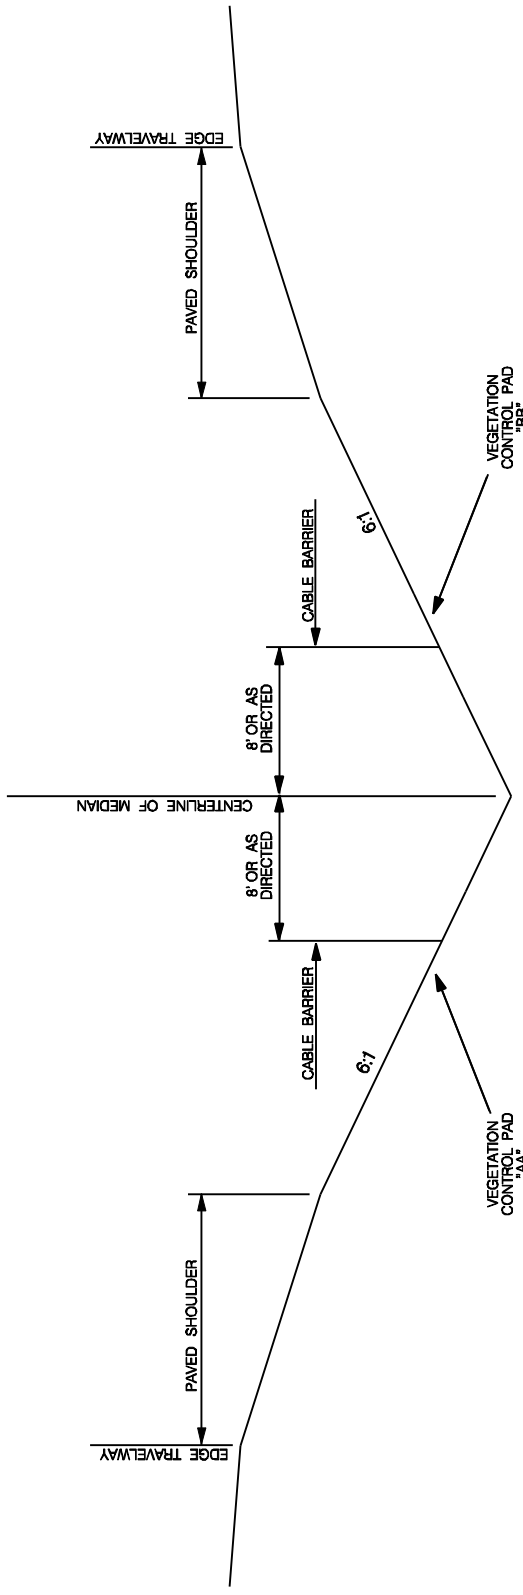 EDGE TRAVELWAY
PAVED SHOULDER
6:1
VEGETATION
CONTROL PAD
"AA"
CABLE BARRIER
8' OR AS
DIRECTED
CENTERLINE OF MEDIAN
8' OR AS
DIRECTED
CABLE BARRIER
6:1
VEGETATION
CONTROL PAD
PAVED SHOULDER
EDGE TRAVELWAY